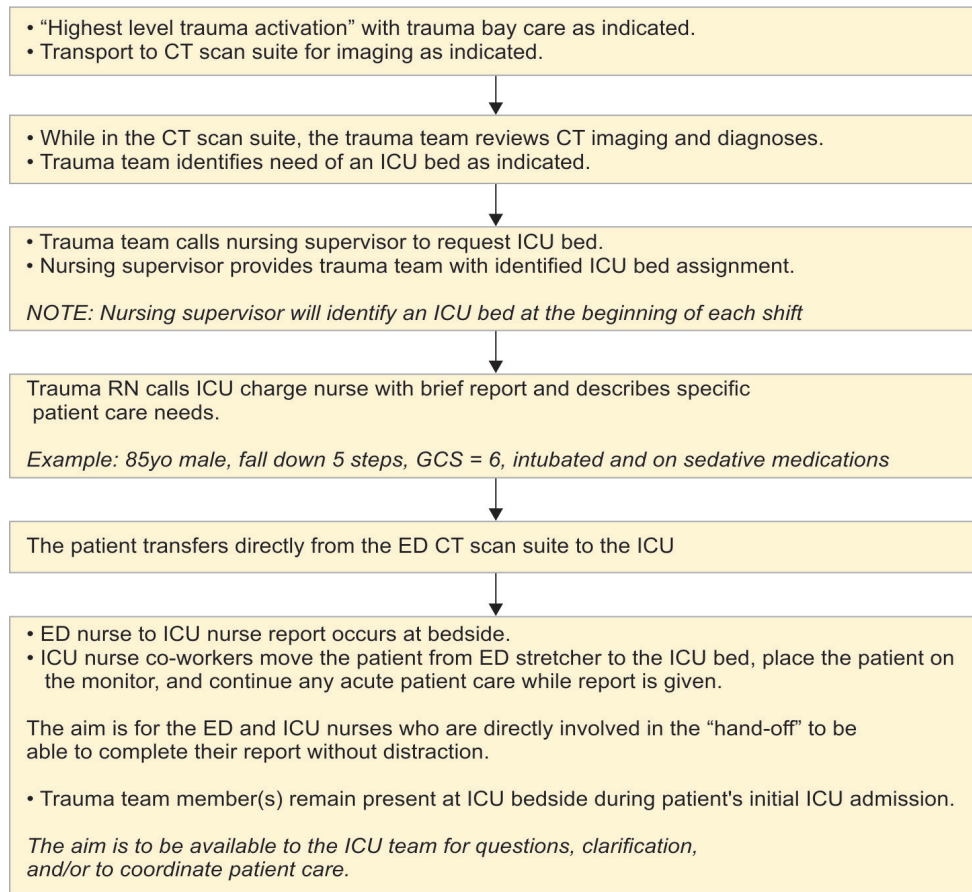 • “Highest level trauma activation” with trauma bay care as indicated.
• Transport to CT scan suite for imaging as indicated.
• While in the CT scan suite, the trauma team reviews CT imaging and diagnoses.
• Trauma team identifies need of an ICU bed as indicated.
• Trauma team calls nursing supervisor to request ICU bed.
• Nursing supervisor provides trauma team with identified ICU bed assignment.
NOTE: Nursing supervisor will identify an ICU bed at the beginning of each shift
Trauma RN calls ICU charge nurse with brief report and describes specific
patient care needs.
Example: 85yo male, fall down 5 steps, GCS = 6, intubated and on sedative medications
The patient transfers directly from the ED CT scan suite to the ICU
• ED nurse to ICU nurse report occurs at bedside.
• ICU nurse co-workers move the patient from ED stretcher to the ICU bed, place the patient on
the monitor, and continue any acute patient care while report is given.
The aim is for the ED and ICU nurses who are directly involved in the “hand-off” to be
able to complete their report without distraction.
• Trauma team member(s) remain present at ICU bedside during patient's initial ICU admission.
The aim is to be available to the ICU team for questions, clarification,
and/or to coordinate patient care.